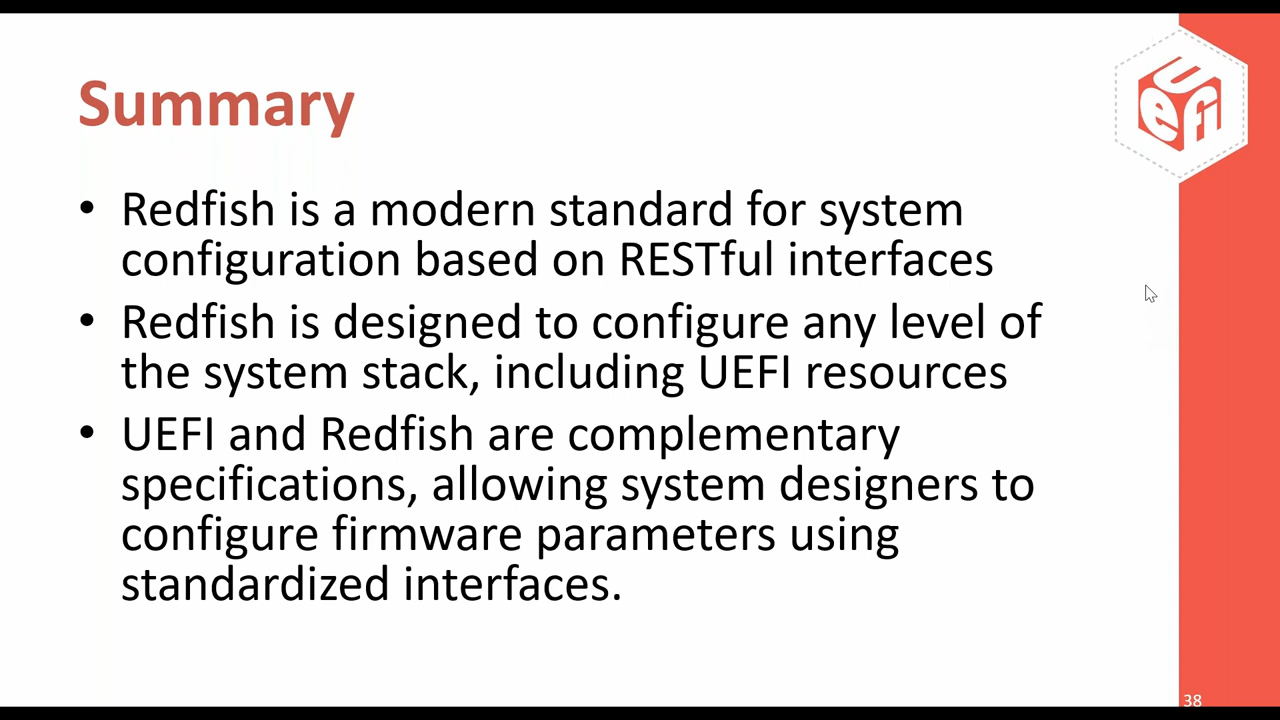 Summary
UEFI
• Redfish is a modern standard for system
configuration based on RESTful interfaces
• Redfish is designed to configure any level of
the system stack, including UEFI resources
• UEFI and Redfish are complementary
specifications, allowing system designers to
configure firmware parameters using
standardized interfaces.
38